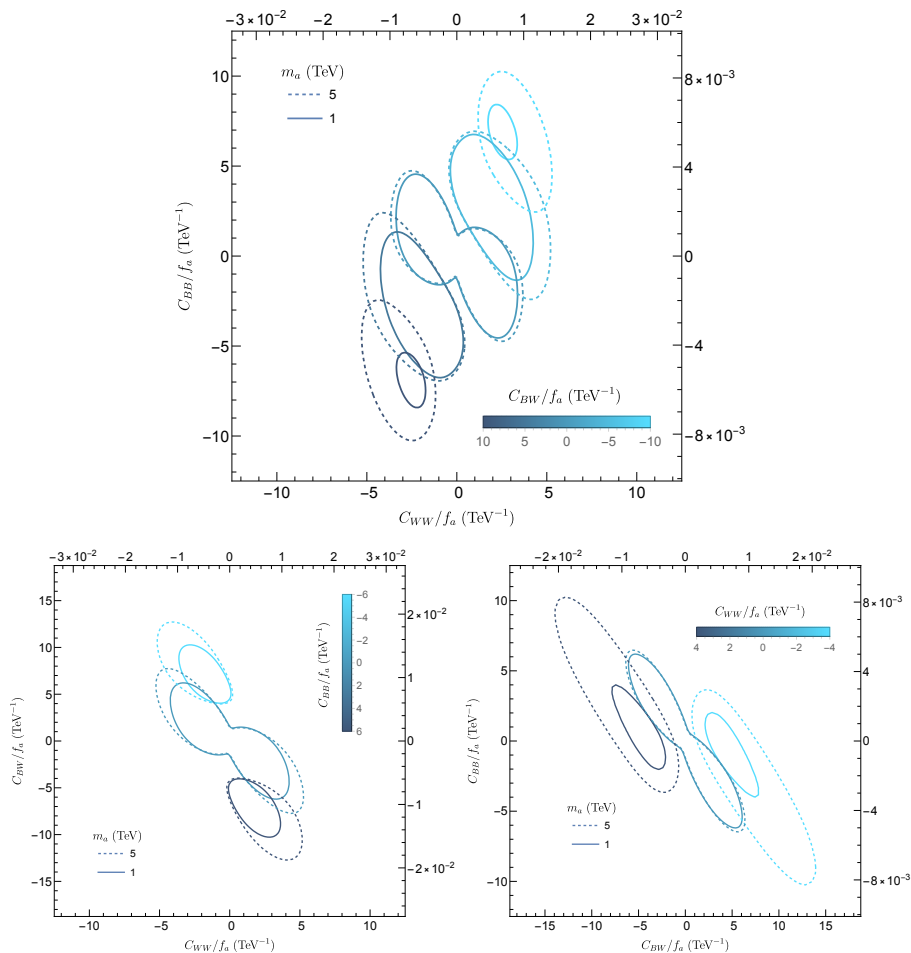 −3×10⁻² −1 0 1 3×10⁻²
m_a (TeV)
5
1
10
5
0
−5
−10
8×10⁻³
4
0
−4
−8×10⁻³
C_BB/f_a (TeV⁻¹)
C_BW/f_a (TeV⁻¹)
10 5 0 −5 −10
−10 −5 0 5 10
C_WW/f_a (TeV⁻¹)
−3×10⁻² −2 −1 0 1 3×10⁻²
15
10
5
0
−5
−10
−15
C_BW/f_a (TeV⁻¹)
C_BB/f_a (TeV⁻¹)
−6
−4
−2
0
2
4
6
2×10⁻²
1
0
−1
−2×10⁻²
m_a (TeV)
5
1
−10 −5 0 5 10
C_WW/f_a (TeV⁻¹)
−2×10⁻² −1 0 1 2×10⁻²
C_WW/f_a (TeV⁻¹)
4 2 0 −2 −4
10
5
0
−5
−10
C_BB/f_a (TeV⁻¹)
8×10⁻³
4
0
−4
−8×10⁻³
m_a (TeV)
5
1
−15 −10 −5 0 5 10 15
C_BW/f_a (TeV⁻¹)